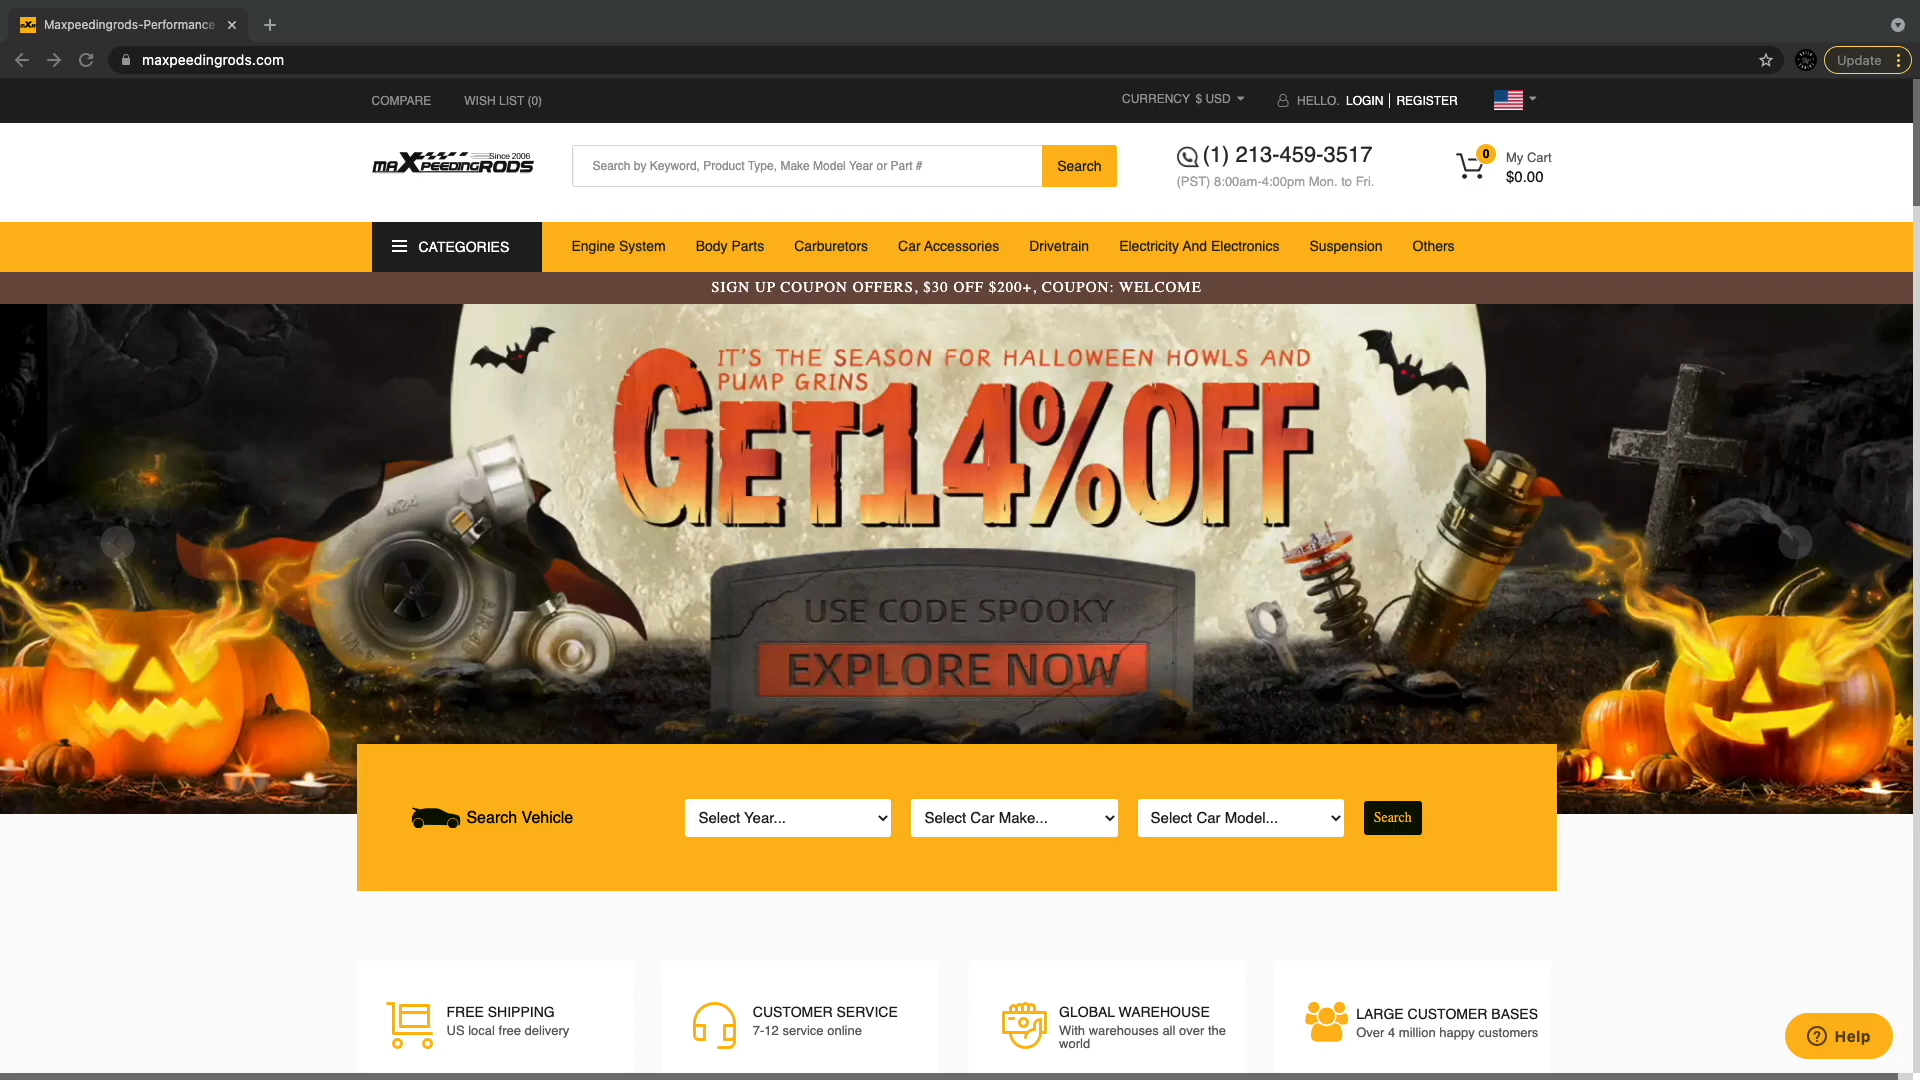 Maxpeedingrods-Performance
maxpeedingrods.com
Update
COMPARE
WISH LIST (0)
CURRENCY $ USD
HELLO. LOGIN | REGISTER
Since 2006
maXpeedingRODS
Search by Keyword, Product Type, Make Model Year or Part #
Search
(1) 213-459-3517
(PST) 8:00am-4:00pm Mon. to Fri.
0
My Cart
$0.00
CATEGORIES
Engine System
Body Parts
Carburetors
Car Accessories
Drivetrain
Electricity And Electronics
Suspension
Others
SIGN UP COUPON OFFERS, $30 OFF $200+, COUPON: WELCOME
IT'S THE SEASON FOR HALLOWEEN HOWLS AND
PUMP GRINS
GET14%OFF
M24
USE CODE SPOOKY
EXPLORE NOW
Search Vehicle
Select Year...
Select Car Make...
Select Car Model...
Search
FREE SHIPPING
US local free delivery
CUSTOMER SERVICE
7-12 service online
GLOBAL WAREHOUSE
With warehouses all over the
world
LARGE CUSTOMER BASES
Over 4 million happy customers
Help